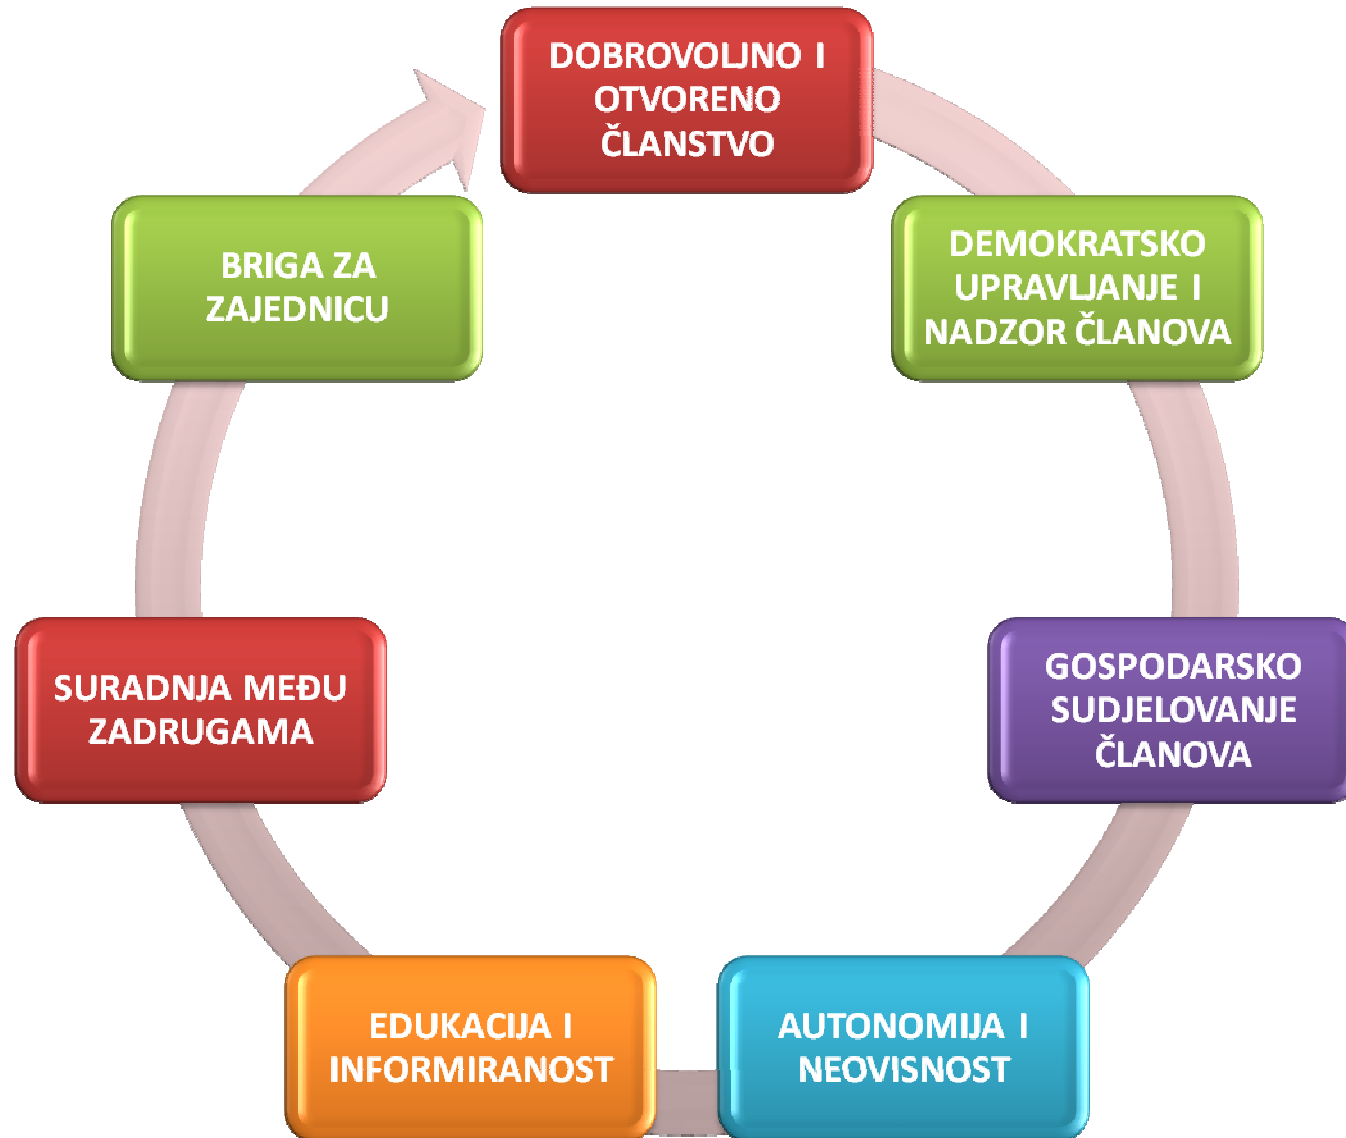 DOBROVOLJNO I
OTVORENO
ČLANSTVO
DEMOKRATSKO
UPRAVLJANJE I
NADZOR ČLANOVA
GOSPODARSKO
SUDJELOVANJE
ČLANOVA
AUTONOMIJA I
NEOVISNOST
EDUKACIJA I
INFORMIRANOST
SURADNJA MEĐU
ZADRUGAMA
BRIGA ZA
ZAJEDNICU